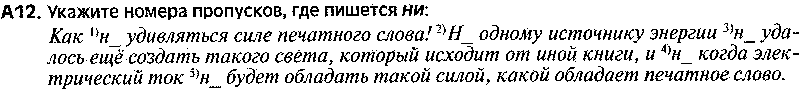 А12. Укажите номера пропусков, где пишется ни:
Как ¹⁾н_ удивляться силе печатного слова! ²⁾Н_ одному источнику энергии ³⁾н_ уда-
лось ещё создать такого света, который исходит от иной книги, и ⁴⁾н_ когда элек-
трический ток ⁵⁾н_ будет обладать такой силой, какой обладает печатное слово.